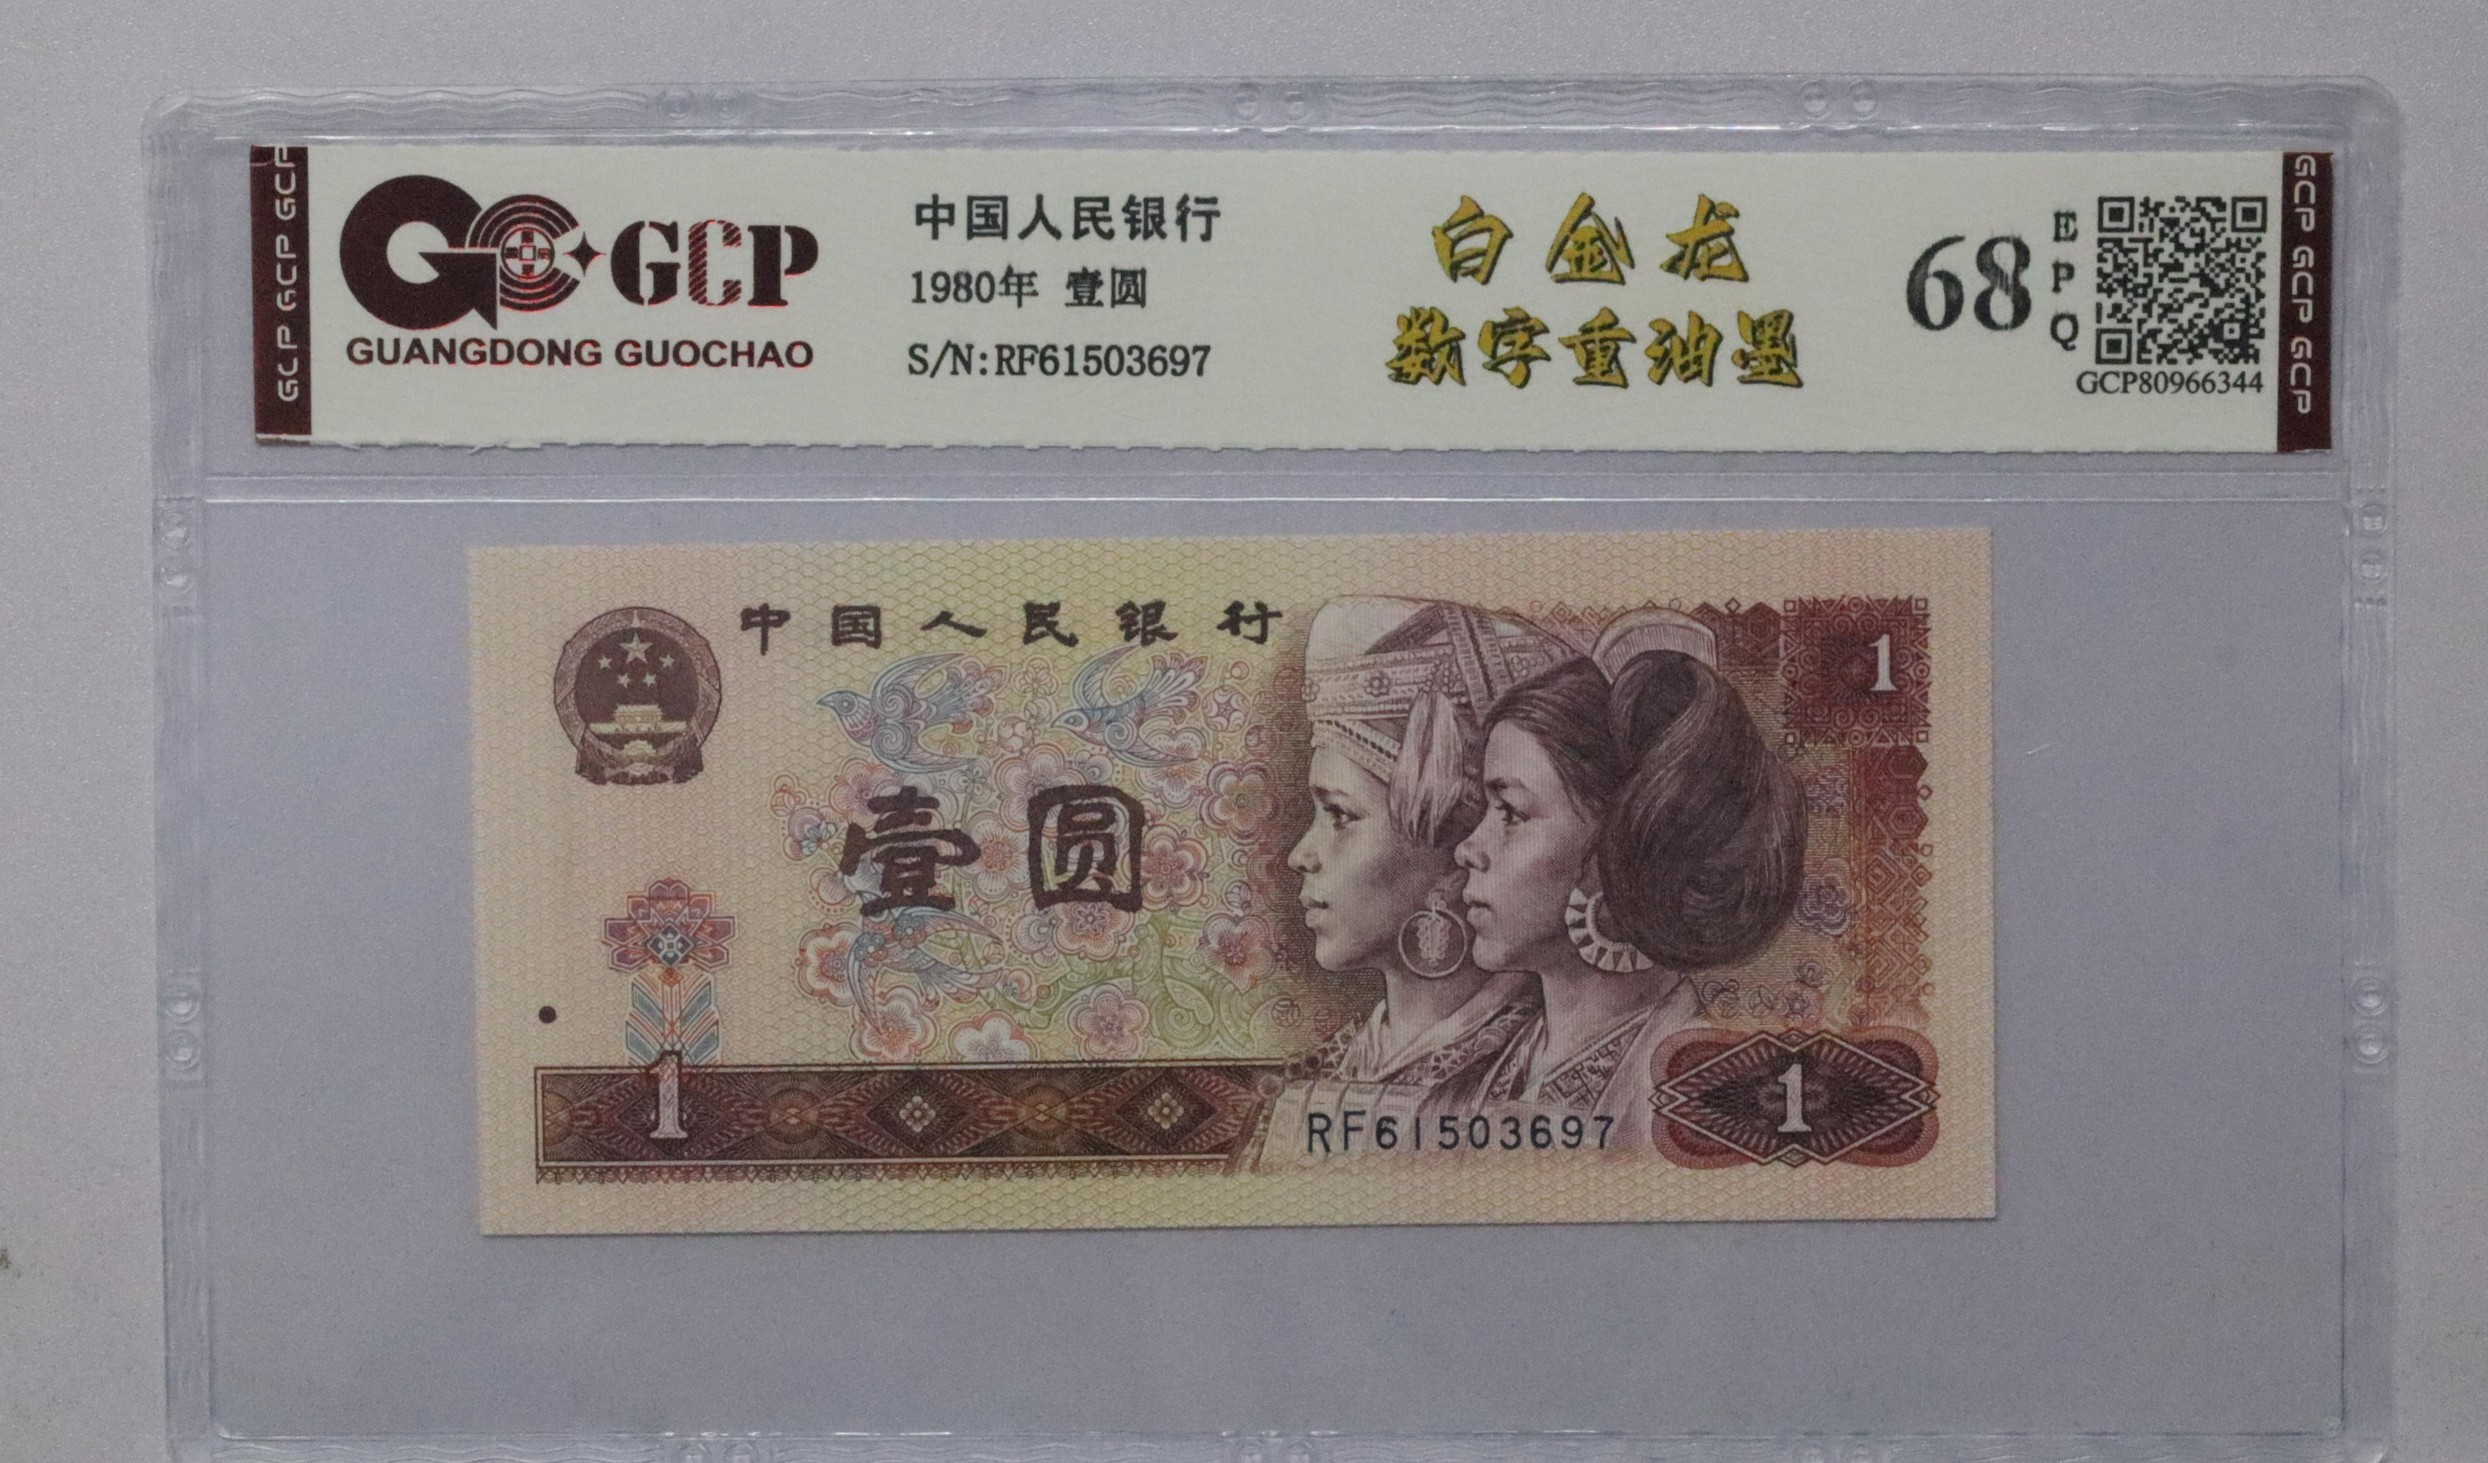 GCP GCP GCP
GCP
GUANGDONG GUOCHAO
中国人民银行
1980年 壹圆
S/N:RF61503697
白金龙
数字重油墨
68
EPQ
GCP80966344
GCP GCP GCP
中国人民银行
1
壹圆
1
1
RF61503697